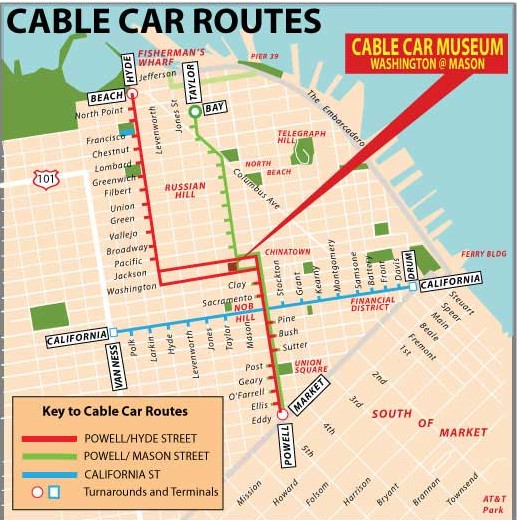 CABLE CAR ROUTES
CABLE CAR MUSEUM
WASHINGTON @ MASON
HYDE
FISHERMAN'S
WHARF
PIER 39
Jefferson
TAYLOR
BEACH
BAY
North Point
Leavenworth
Jones St
The Embarcadero
Francisco
Chestnut
Lombard
Greenwich
Filbert
Union
Green
Vallejo
Broadway
Pacific
Jackson
Washington
101
TELEGRAPH
HILL
NORTH
BEACH
Columbus Ave
RUSSIAN
HILL
CHINATOWN
Clay
Sacramento
NOB
HILL
Stockton
Grant
Kearny
Montgomery
Samsone
Battery
Front
Davis
DRUM
FERRY BLDG
CALIFORNIA
FINANCIAL
DISTRICT
CALIFORNIA
VAN NESS
Polk
Larkin
Hyde
Leavenworth
Jones
Taylor
Mason
Pine
Bush
Sutter
Post
Geary
O'Farrell
Ellis
Eddy
UNION
SQUARE
MARKET
POWELL
Steuart
Spear
Main
Beale
Fremont
1st
2nd
3rd
4th
5th
SOUTH
OF
MARKET
Mission
Howard
Folsom
Harrison
Bryant
Brannan
Townsend
AT&T
Park
Key to Cable Car Routes
POWELL/HYDE STREET
POWELL/ MASON STREET
CALIFORNIA ST
Turnarounds and Terminals